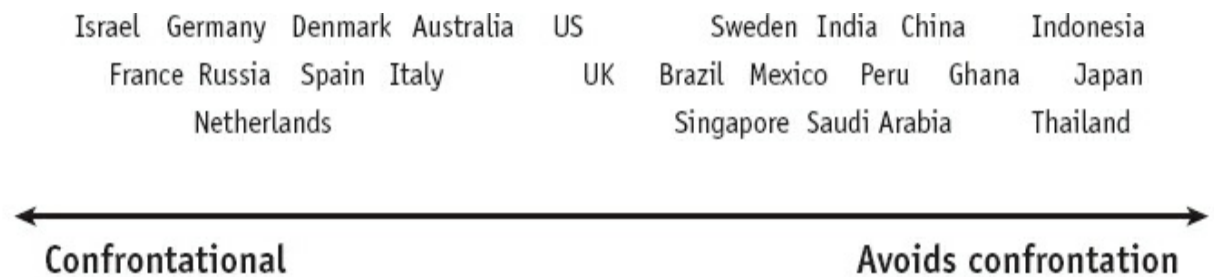 Israel Germany Denmark Australia US Sweden India China Indonesia
France Russia Spain Italy UK Brazil Mexico Peru Ghana Japan
Netherlands Singapore Saudi Arabia Thailand
Confrontational Avoids confrontation